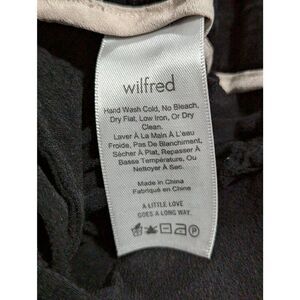 wilfred
Hand Wash Cold, No Bleach,
Dry Flat, Low Iron, Or Dry
Clean.
Laver À La Main À L'eau
Froide, Pas De Blanchiment,
Sècher À Plat, Repasser À
Basse Température, Ou
Nettoyer À Sec.
Made in China
Fabriqué en Chine
A LITTLE LOVE
GOES A LONG WAY.